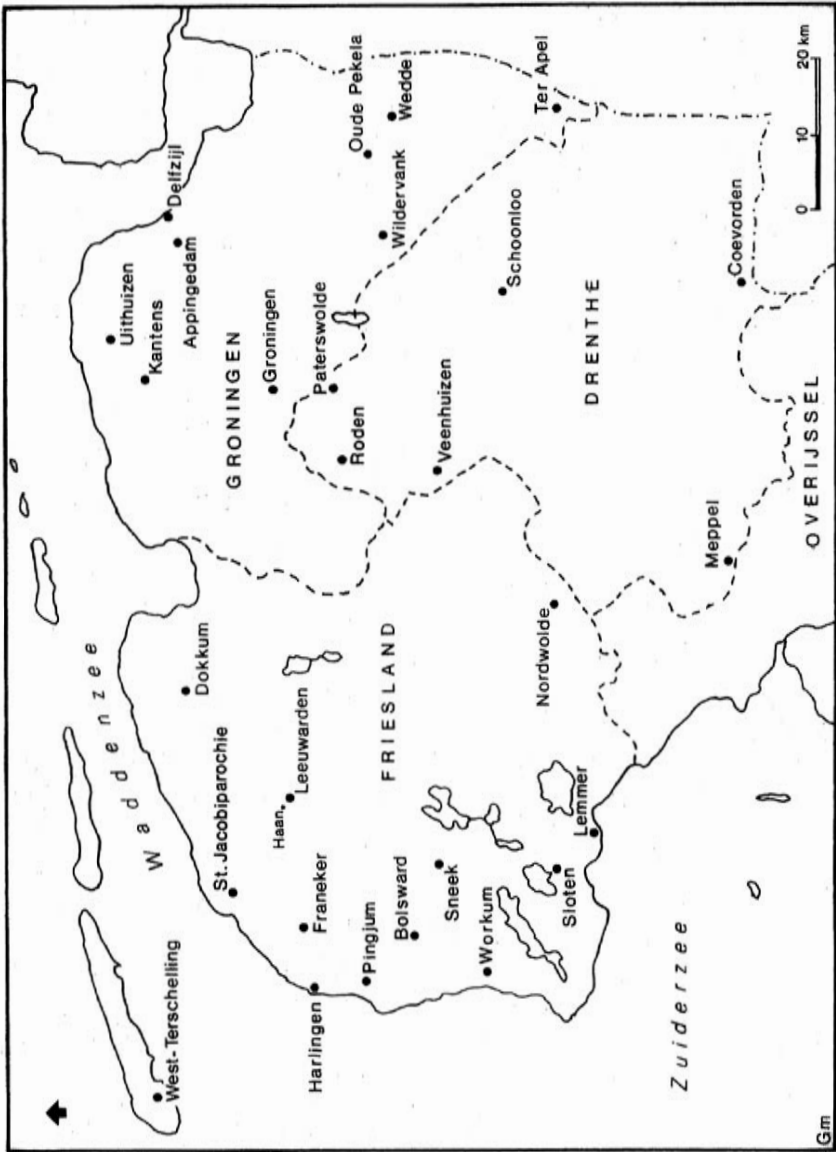 West-Terschelling
Waddenzee
St.Jacobiparochie
Dokkum
Uithuizen
Kantens
Delfzijl
Appingedam
GRONINGEN
Groningen
Harlingen
Franeker
Haan.
Leeuwarden
Paterswolde
Roden
Oude Pekela
Wedde
Wildervank
Pingjum
Bolsward
FRIESLAND
Sneek
Veenhuizen
Workum
Schoonloo
Ter Apel
Sloten
Lemmer
Nordwolde
DRENTHE
Zuiderzee
Meppel
Coevorden
OVERIJSSEL
0 10 20 km
Gm